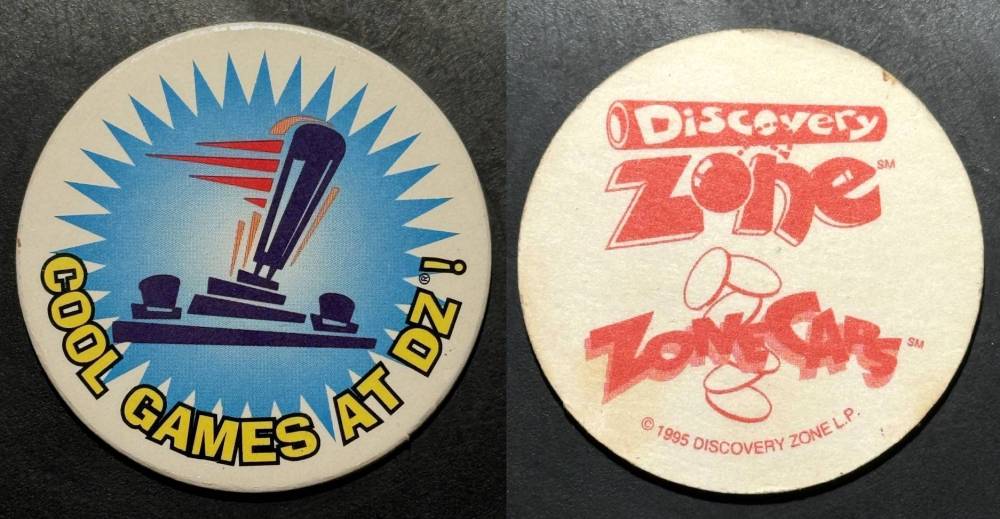 COOL GAMES AT DZ®!
Discovery
Zone℠
ZONECAPS℠
© 1995 DISCOVERY ZONE L.P.